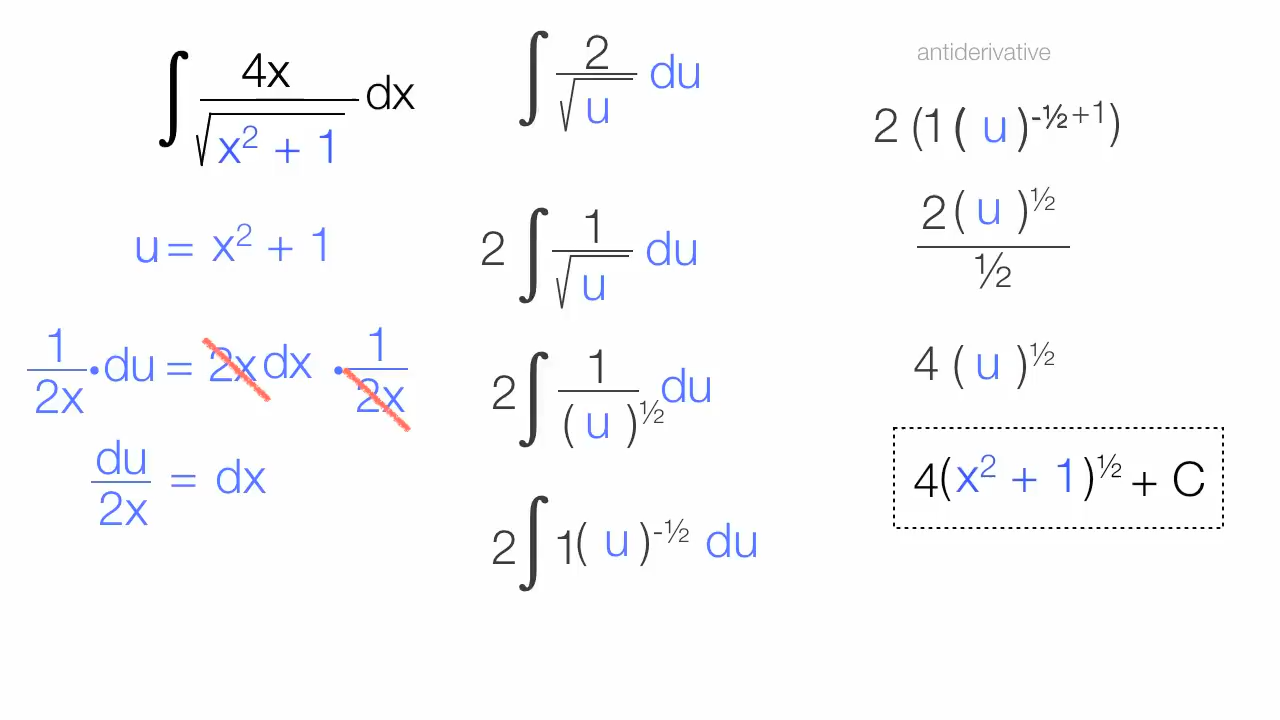 ∫ 4x / √(x² + 1) dx
u = x² + 1
1/2x • du = 2x dx • 1/2x
du/2x = dx
∫ 2/√u du
2 ∫ 1/√u du
2 ∫ 1/( u )^½ du
2 ∫ 1( u )^-½ du
antiderivative
2 (1( u )^-½+1)
2( u )^½ / ½
4 ( u )^½
4(x² + 1)^½ + C